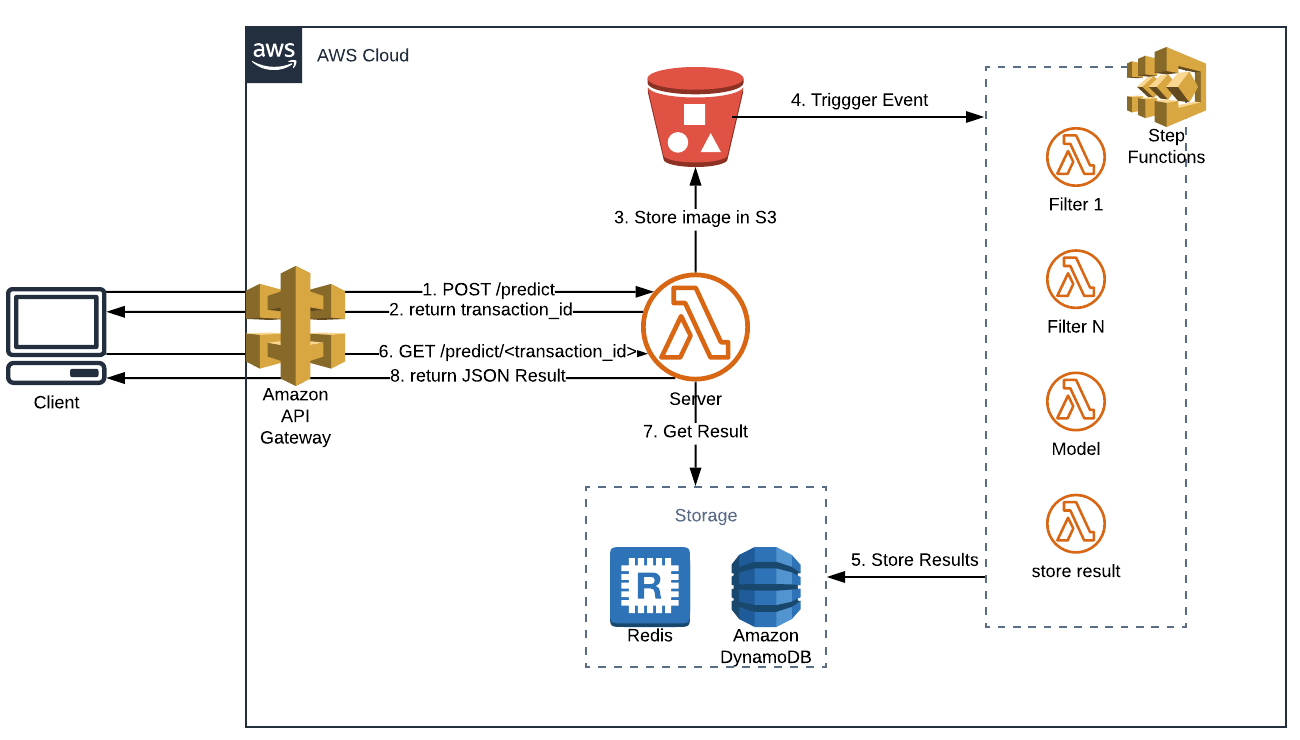 aws
AWS Cloud
4. Triggger Event
Step
Functions
Filter 1
3. Store image in S3
1. POST /predict
2. return transaction_id
Filter N
6. GET /predict/<transaction_id>
8. return JSON Result
Client
Amazon
API
Gateway
Server
7. Get Result
Model
Storage
5. Store Results
store result
R
Redis
Amazon
DynamoDB